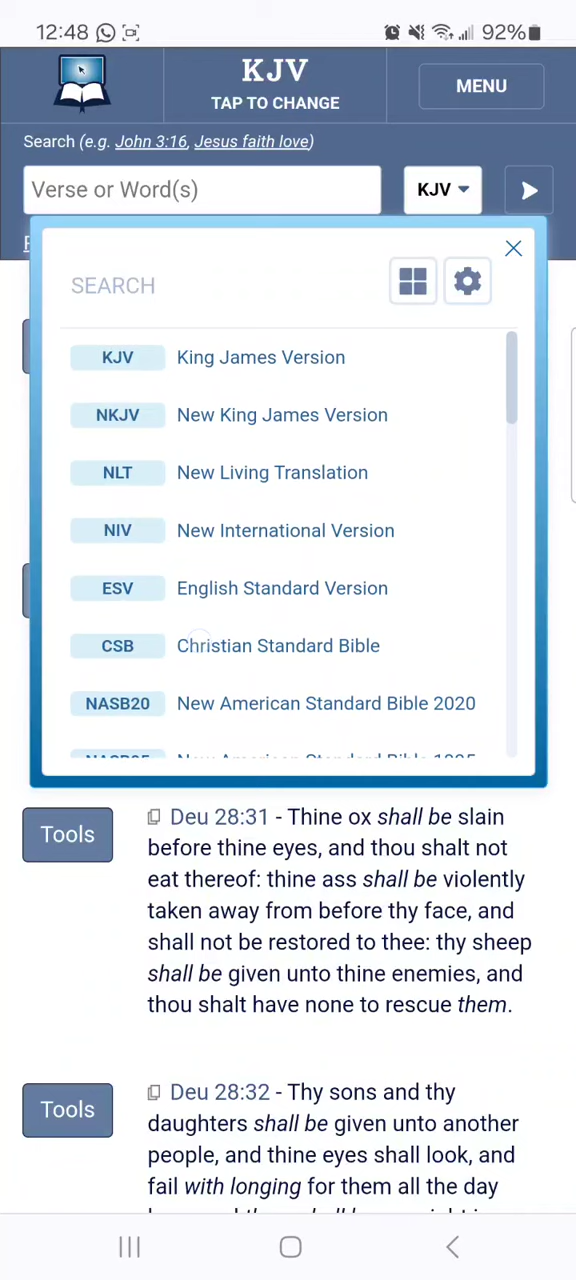 12:48 92%
KJV
TAP TO CHANGE
MENU
Search (e.g. John 3:16, Jesus faith love)
Verse or Word(s)
KJV
SEARCH
KJV King James Version
NKJV New King James Version
NLT New Living Translation
NIV New International Version
ESV English Standard Version
CSB Christian Standard Bible
NASB20 New American Standard Bible 2020
New American Standard Bible 1995
Tools
Deu 28:31 - Thine ox shall be slain
before thine eyes, and thou shalt not
eat thereof: thine ass shall be violently
taken away from before thy face, and
shall not be restored to thee: thy sheep
shall be given unto thine enemies, and
thou shalt have none to rescue them.
Tools
Deu 28:32 - Thy sons and thy
daughters shall be given unto another
people, and thine eyes shall look, and
fail with longing for them all the day